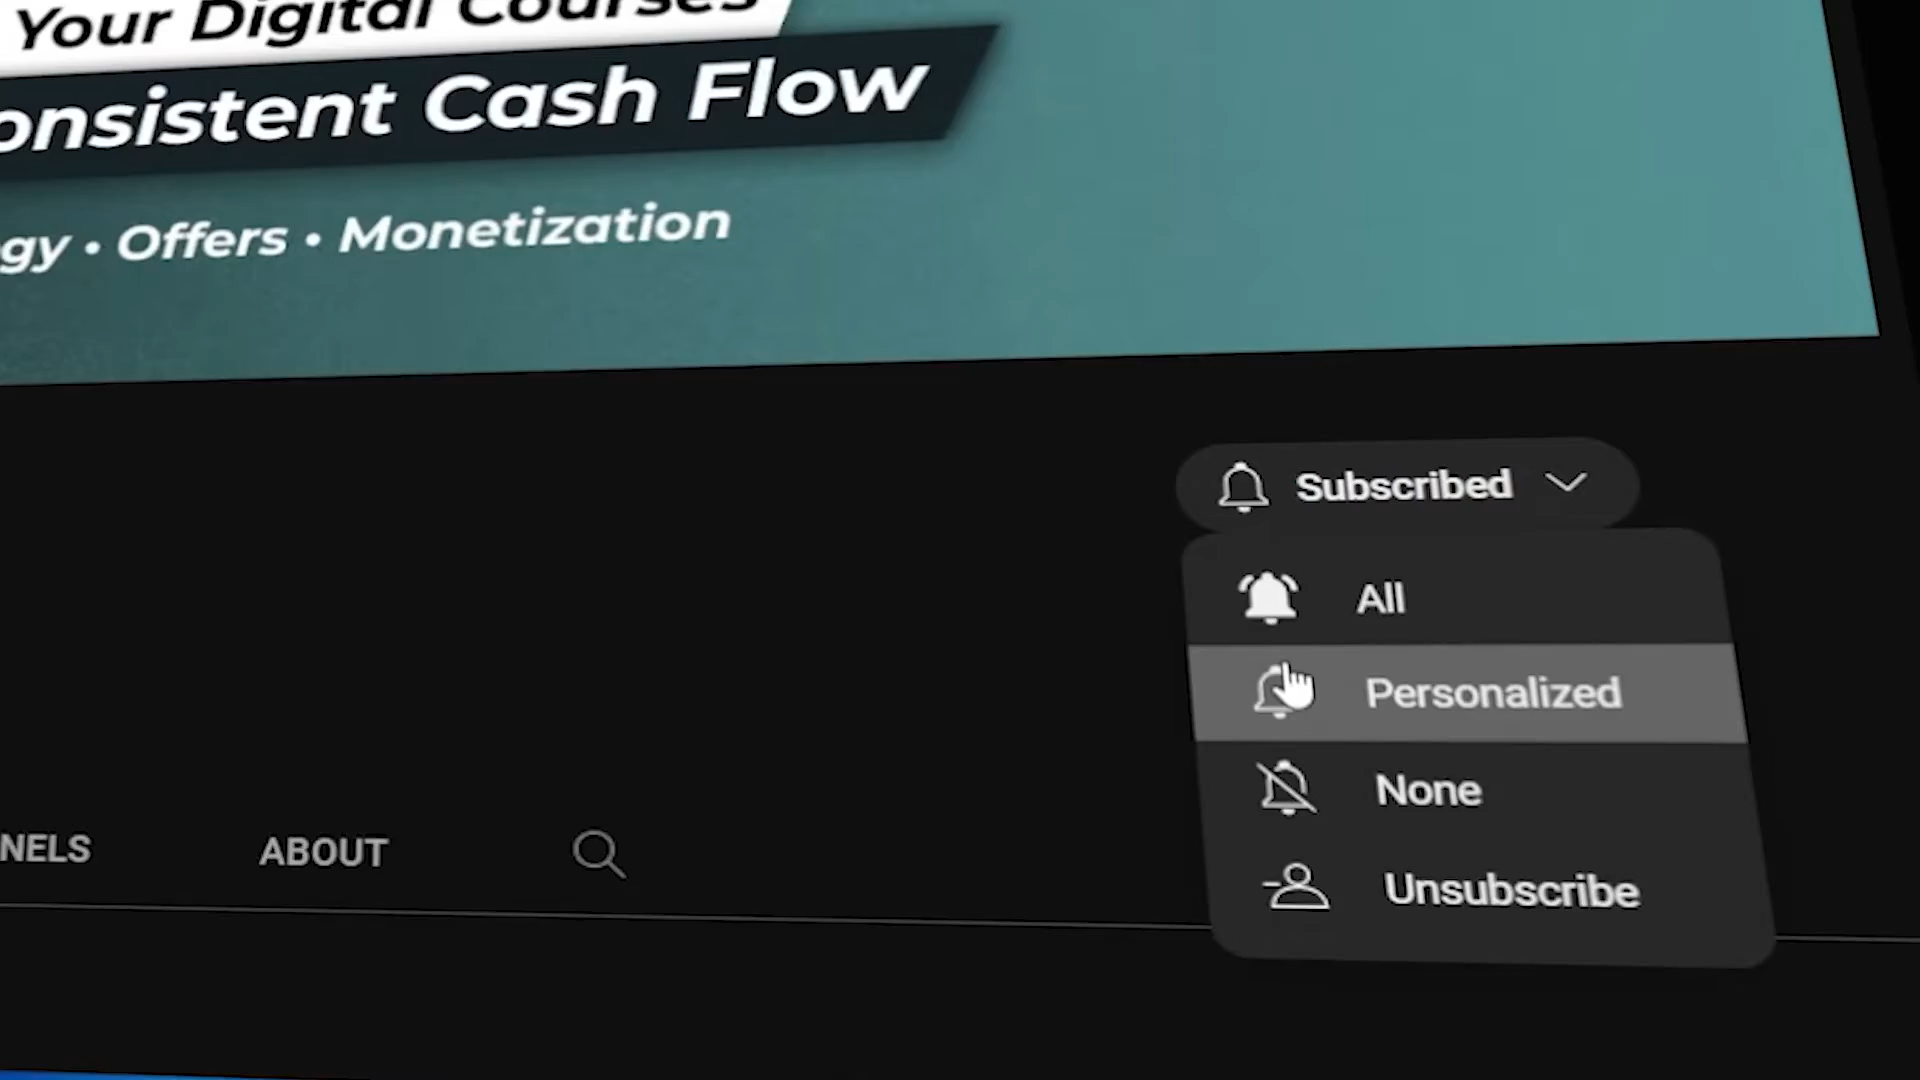 Your Digital Courses
onsistent Cash Flow
gy • Offers • Monetization
Subscribed
All
Personalized
None
Unsubscribe
NELS
ABOUT